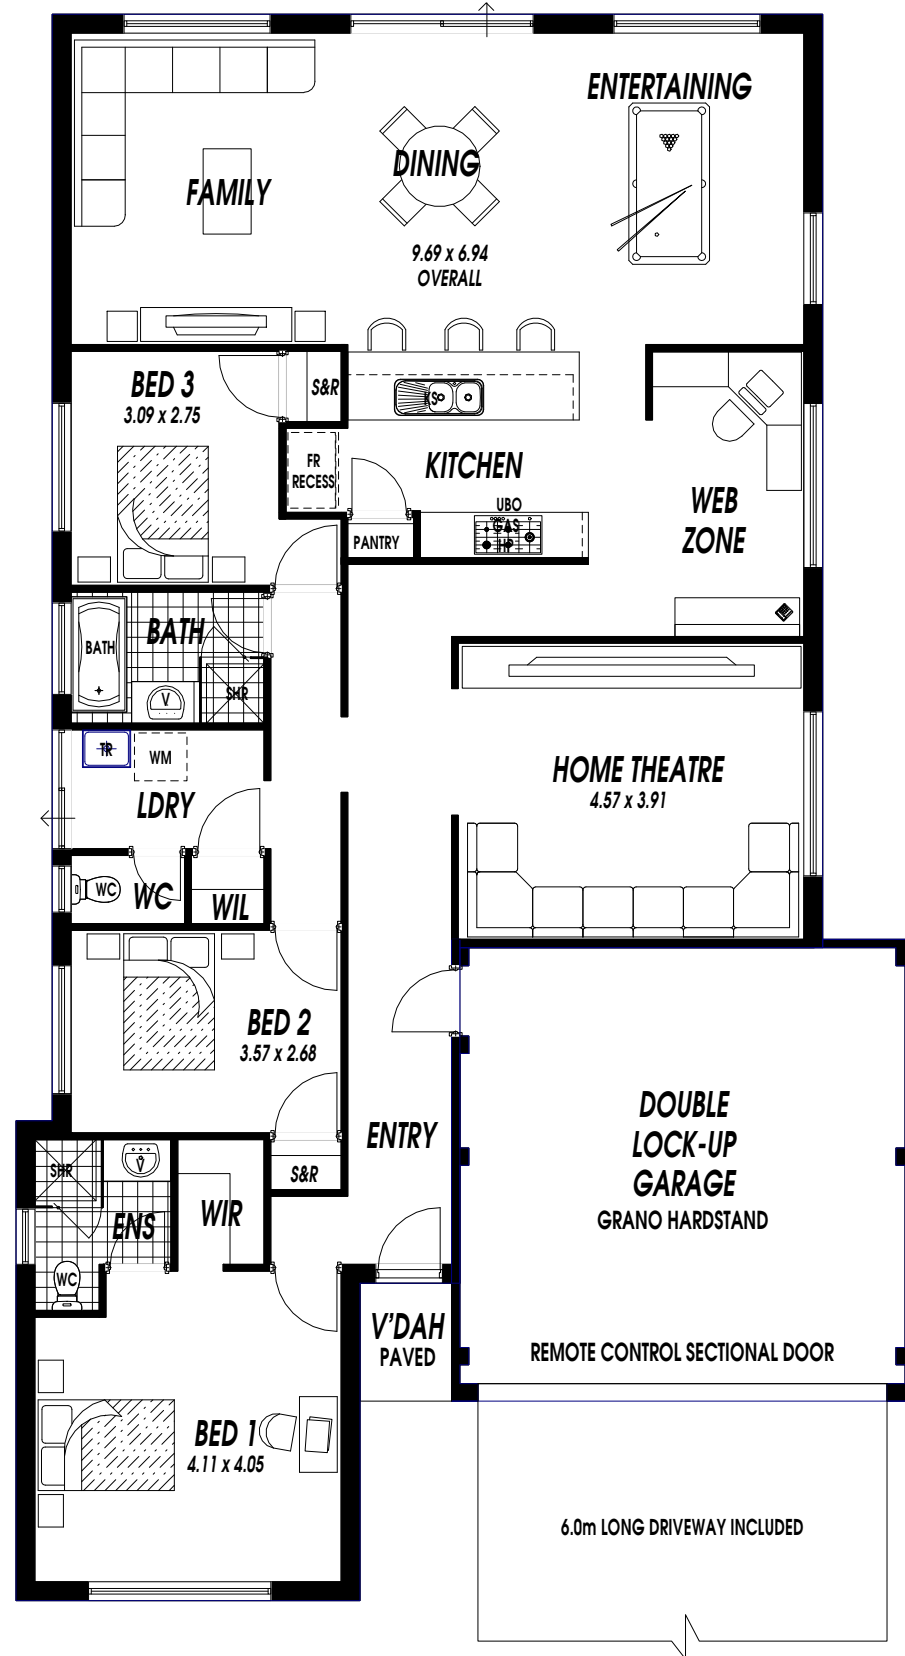 ENTERTAINING
DINING
FAMILY
9.69 x 6.94
OVERALL
BED 3
3.09 x 2.75
S&R
KITCHEN
FR
RECESS
UBO
GAS
HP
PANTRY
WEB
ZONE
BATH
BATH
V
SHR
TR
WM
LDRY
HOME THEATRE
4.57 x 3.91
WC
WC
WIL
BED 2
3.57 x 2.68
ENTRY
DOUBLE
LOCK-UP
GARAGE
GRANO HARDSTAND
SHR
V
S&R
ENS
WIR
WC
V'DAH
PAVED
REMOTE CONTROL SECTIONAL DOOR
BED 1
4.11 x 4.05
6.0m LONG DRIVEWAY INCLUDED